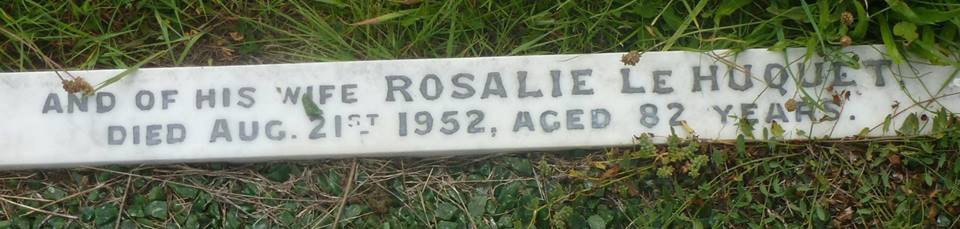 AND OF HIS WIFE ROSALIE LE HUQUET
DIED AUG. 21ST 1952, AGED 82 YEARS.